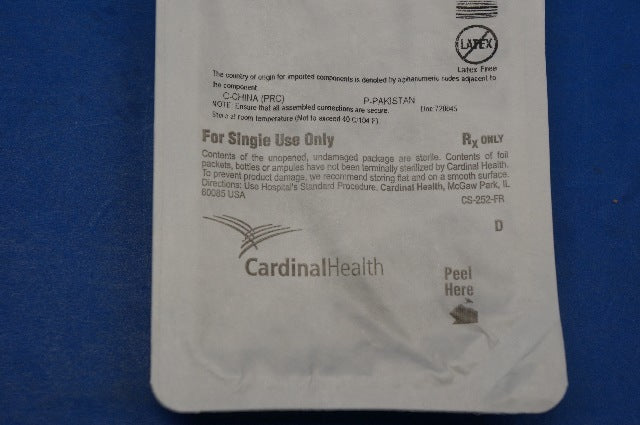 LATEX
Latex Free
The country of origin for imported components is denoted by alphanumeric codes adjacent to
the component
C-CHINA (PRC) P-PAKISTAN
NOTE: Ensure that all assembled connections are secure.
Store at room temperature (Not to exceed 40 C/104 F)
For Single Use Only Rx ONLY
Contents of the unopened, undamaged package are sterile. Contents of foil
packets, bottles or ampules have not been terminally sterilized by Cardinal Health.
To prevent product damage, we recommend storing flat and on a smooth surface.
Directions: Use Hospital's Standard Procedure. Cardinal Health, McGaw Park, IL
60085 USA
CS-252-FR
D
CardinalHealth
Peel
Here